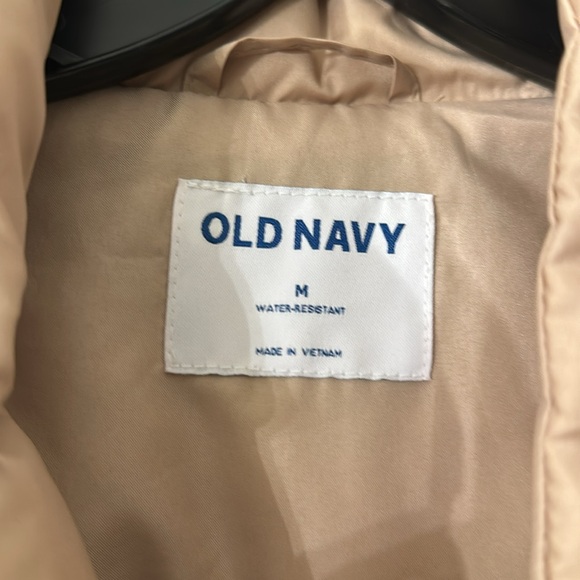 OLD NAVY
M
WATER-RESISTANT
MADE IN VIETNAM